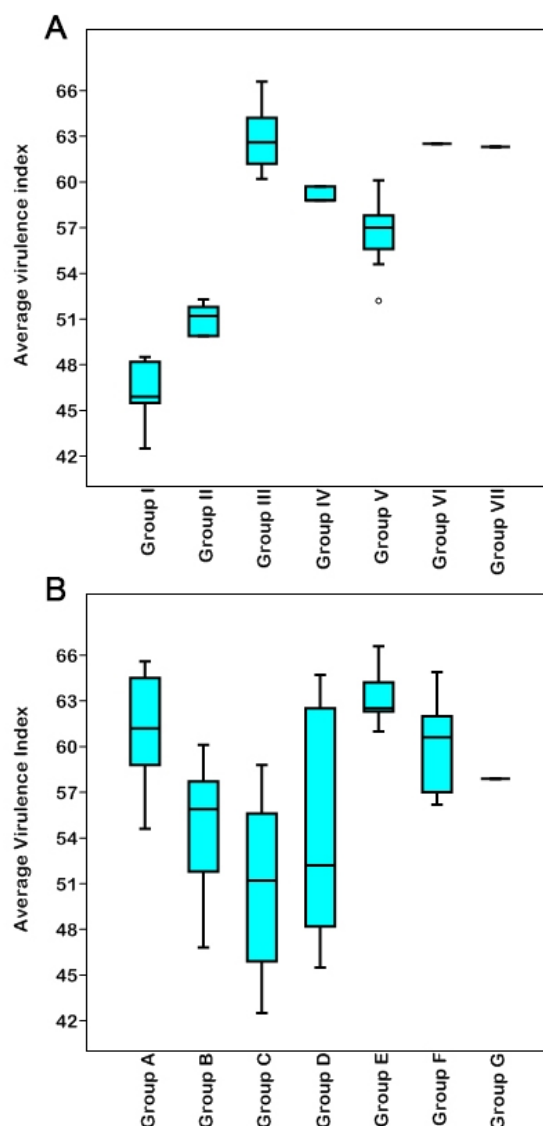 A
Average virulence index
66
63
60
57
54
51
48
45
42
Group I
Group II
Group III
Group IV
Group V
Group VI
Group VII
B
Average Virulence Index
66
63
60
57
54
51
48
45
42
Group A
Group B
Group C
Group D
Group E
Group F
Group G